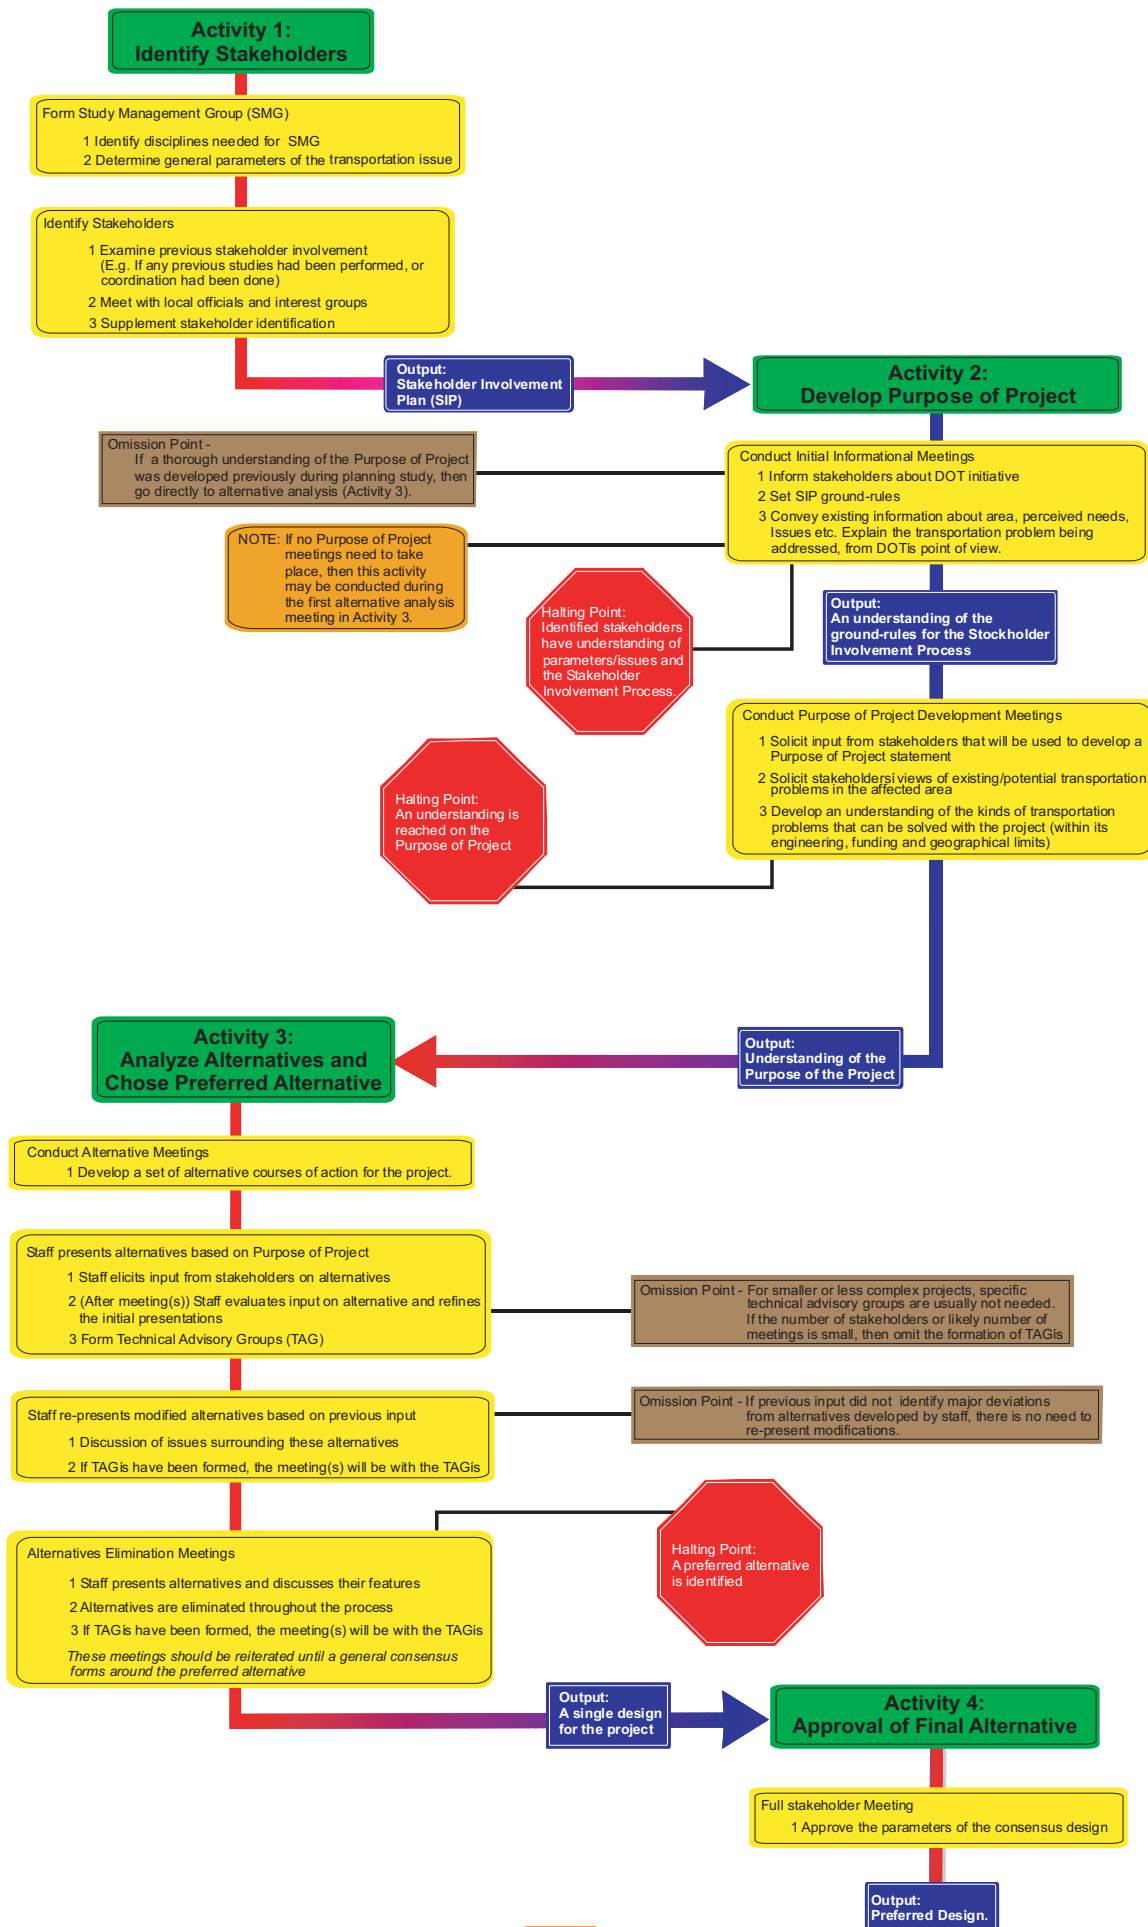 Activity 1:
Identify Stakeholders
Form Study Management Group (SMG)
1 Identify disciplines needed for SMG
2 Determine general parameters of the transportation issue
Identify Stakeholders
1 Examine previous stakeholder involvement
(E.g. If any previous studies had been performed, or
coordination had been done)
2 Meet with local officials and interest groups
3 Supplement stakeholder identification
Output:
Stakeholder Involvement
Plan (SIP)
Activity 2:
Develop Purpose of Project
Omission Point -
If a thorough understanding of the Purpose of Project
was developed previously during planning study, then
go directly to alternative analysis (Activity 3).
Conduct Initial Informational Meetings
1 Inform stakeholders about DOT initiative
2 Set SIP ground-rules
3 Convey existing information about area, perceived needs,
Issues etc. Explain the transportation problem being
addressed, from DOTís point of view.
NOTE: If no Purpose of Project
meetings need to take
place, then this activity
may be conducted during
the first alternative analysis
meeting in Activity 3.
Halting Point:
Identified stakeholders
have understanding of
parameters/issues and
the Stakeholder
Involvement Process.
Output:
An understanding of the
ground-rules for the Stockholder
Involvement Process
Conduct Purpose of Project Development Meetings
1 Solicit input from stakeholders that will be used to develop a
Purpose of Project statement
2 Solicit stakeholdersí views of existing/potential transportation
problems in the affected area
3 Develop an understanding of the kinds of transportation
problems that can be solved with the project (within its
engineering, funding and geographical limits)
Halting Point:
An understanding is
reached on the
Purpose of Project
Output:
Understanding of the
Purpose of the Project
Activity 3:
Analyze Alternatives and
Chose Preferred Alternative
Conduct Alternative Meetings
1 Develop a set of alternative courses of action for the project.
Staff presents alternatives based on Purpose of Project
1 Staff elicits input from stakeholders on alternatives
2 (After meeting(s)) Staff evaluates input on alternative and refines
the initial presentations
3 Form Technical Advisory Groups (TAG)
Omission Point - For smaller or less complex projects, specific
technical advisory groups are usually not needed.
If the number of stakeholders or likely number of
meetings is small, then omit the formation of TAGís
Staff re-presents modified alternatives based on previous input
1 Discussion of issues surrounding these alternatives
2 If TAGís have been formed, the meeting(s) will be with the TAGís
Omission Point - If previous input did not identify major deviations
from alternatives developed by staff, there is no need to
re-present modifications.
Alternatives Elimination Meetings
1 Staff presents alternatives and discusses their features
2 Alternatives are eliminated throughout the process
3 If TAGís have been formed, the meeting(s) will be with the TAGís
These meetings should be reiterated until a general consensus
forms around the preferred alternative
Halting Point:
A preferred alternative
is identified
Output:
A single design
for the project
Activity 4:
Approval of Final Alternative
Full stakeholder Meeting
1 Approve the parameters of the consensus design
Output:
Preferred Design.